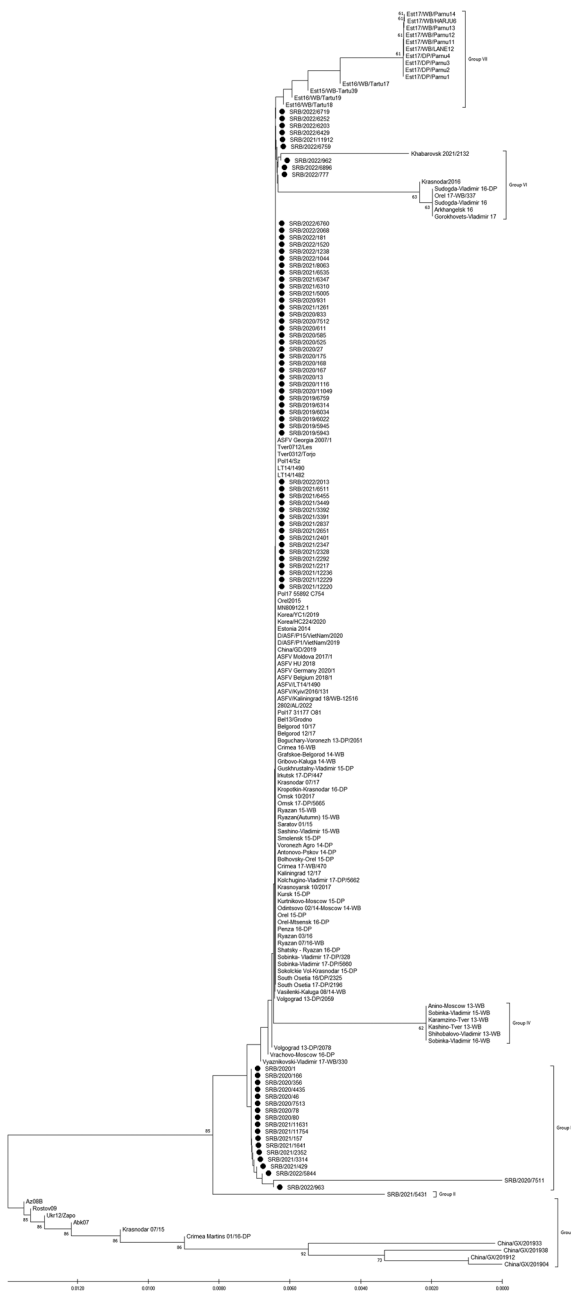 61
Est17/WB/Parnu14
61
Est17/WB/HARJU6
Est17/WB/Parnu13
61
Est17/WB/Parnu12
Est17/WB/Parnu11
Est17/WB/LANE12
61
Est17/DP/Parnu4
Group VII
Est17/DP/Parnu3
Est17/DP/Parnu2
Est17/DP/Parnu1
Est16/WB/Tartu17
Est15/WB-Tartu39
Est16/WB/Tartu19
Est16/WB/Tartu18
SRB/2022/6719
SRB/2022/6252
SRB/2022/6203
SRB/2022/6429
SRB/2021/11912
SRB/2022/6759
Khabarovsk 2021/2132
SRB/2022/962
SRB/2022/6896
SRB/2022/777
Group VI
Krasnodar2016
Sudogda-Vladimir 16-DP
63
Orel 17-WB/337
Sudogda-Vladimir 16
63
Arkhangelsk 16
Gorokhovets-Vladimir 17
SRB/2022/6760
SRB/2022/2068
SRB/2022/181
SRB/2022/1520
SRB/2022/1238
SRB/2022/1044
SRB/2021/8063
SRB/2021/6535
SRB/2021/6347
SRB/2021/6310
SRB/2021/5005
SRB/2020/931
SRB/2021/1261
SRB/2020/833
SRB/2020/7512
SRB/2020/611
SRB/2020/585
SRB/2020/525
SRB/2020/27
SRB/2020/175
SRB/2020/168
SRB/2020/167
SRB/2020/13
SRB/2020/1116
SRB/2020/11049
SRB/2019/6759
SRB/2019/6314
SRB/2019/6034
SRB/2019/6022
SRB/2019/5945
SRB/2019/5943
ASFV Georgia 2007/1
Tver0712/Les
Tver0312/Torjo
Pol14/Sz
LT14/1490
LT14/1482
SRB/2022/2013
SRB/2021/6511
SRB/2021/6455
SRB/2021/3449
SRB/2021/3392
SRB/2021/3391
SRB/2021/2837
SRB/2021/2651
SRB/2021/2401
SRB/2021/2347
SRB/2021/2328
SRB/2021/2292
SRB/2021/2217
SRB/2021/12236
SRB/2021/12229
SRB/2021/12220
Pol17 55892 C754
Orel2015
MN809122.1
Korea/YC1/2019
Korea/HC224/2020
Estonia 2014
D/ASF/P15/VietNam/2020
D/ASF/P1/VietNam/2019
China/GD/2019
ASFV Moldova 2017/1
ASFV HU 2018
ASFV Germany 2020/1
ASFV Belgium 2018/1
ASFV/LT14/1490
ASFV/Kyiv/2016/131
ASFV/Kaliningrad 18/WB-12516
2802/AL/2022
Pol17 31177 O81
Bel13/Grodno
Belgorod 10/17
Belgorod 12/17
Boguchary-Voronezh 13-DP/2051
Crimea 16-WB
Grafskoe-Belgorod 14-WB
Gribovo-Kaluga 14-WB
Guskhrustalny-Vladimir 15-DP
Irkutsk 17-DP/447
Krasnodar 07/17
Kropotkin-Krasnodar 16-DP
Omsk 10/2017
Omsk 17-DP/5665
Ryazan 15-WB
Ryazan(Autumn) 15-WB
Saratov 01/15
Sashino-Vladimir 15-WB
Smolensk 15-DP
Voronezh Agro 14-DP
Antonovo-Pskov 14-DP
Bolhovsky-Orel 15-DP
Crimea 17-WB/470
Kaliningrad 12/17
Kolchugino-Vladimir 17-DP/5662
Krasnoyarsk 10/2017
Kursk 15-DP
Kurtnikovo-Moscow 15-DP
Odintsovo 02/14-Moscow 14-WB
Orel 15-DP
Orel-Mtsensk 16-DP
Penza 16-DP
Ryazan 03/16
Ryazan 07/16-WB
Shatsky - Ryazan 16-DP
Sobinka- Vladimir 17-DP/328
Sobinka-Vladimir 17-DP/5660
Sokolckie Vol-Krasnodar 15-DP
South Osetia 16/DP/2325
South Osetia 17-DP/2196
Vasilenki-Kaluga 08/14-WB
Volgograd 13-DP/2059
Anino-Moscow 13-WB
Sobinka-Vladimir 15-WB
Karamzino-Tver 13-WB
62
Kashino-Tver 13-WB
Group IV
Shihobalovo-Vladimir 13-WB
Sobinka-Vladimir 16-WB
Volgograd 13-DP/2078
Vrachovo-Moscow 16-DP
Vyaznikovski-Vladimir 17-WB/330
SRB/2020/1
SRB/2020/166
SRB/2020/356
SRB/2020/4435
SRB/2020/46
SRB/2020/7513
SRB/2020/78
SRB/2020/80
SRB/2021/11631
Group
SRB/2021/11754
85
SRB/2021/157
SRB/2021/1641
SRB/2021/2352
SRB/2021/3314
SRB/2021/429
SRB/2022/5844
SRB/2020/7511
SRB/2022/963
SRB/2021/5431
Group II
Az08B
Rostov09
Ukr12/Zapo
85
Abk07
86
Krasnodar 07/15
86
Crimea Martino 01/16-DP
86
Group
86
China/GX/201933
92
China/GX/201938
China/GX/201912
70
China/GX/201904
0.0120
0.0100
0.0080
0.0060
0.0040
0.0020
0.0000